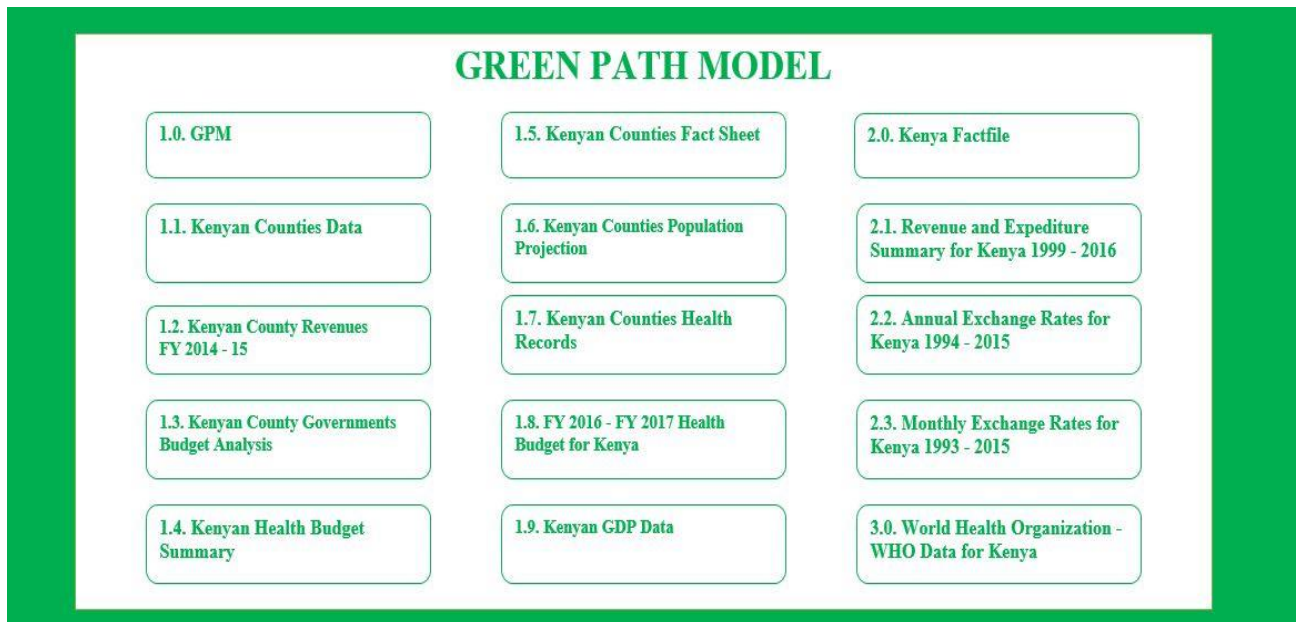 GREEN PATH MODEL
1.0. GPM
1.1. Kenyan Counties Data
1.2. Kenyan County Revenues
FY 2014 - 15
1.3. Kenyan County Governments
Budget Analysis
1.4. Kenyan Health Budget
Summary
1.5. Kenyan Counties Fact Sheet
1.6. Kenyan Counties Population
Projection
1.7. Kenyan Counties Health
Records
1.8. FY 2016 - FY 2017 Health
Budget for Kenya
1.9. Kenyan GDP Data
2.0. Kenya Factfile
2.1. Revenue and Expediture
Summary for Kenya 1999 - 2016
2.2. Annual Exchange Rates for
Kenya 1994 - 2015
2.3. Monthly Exchange Rates for
Kenya 1993 - 2015
3.0. World Health Organization -
WHO Data for Kenya